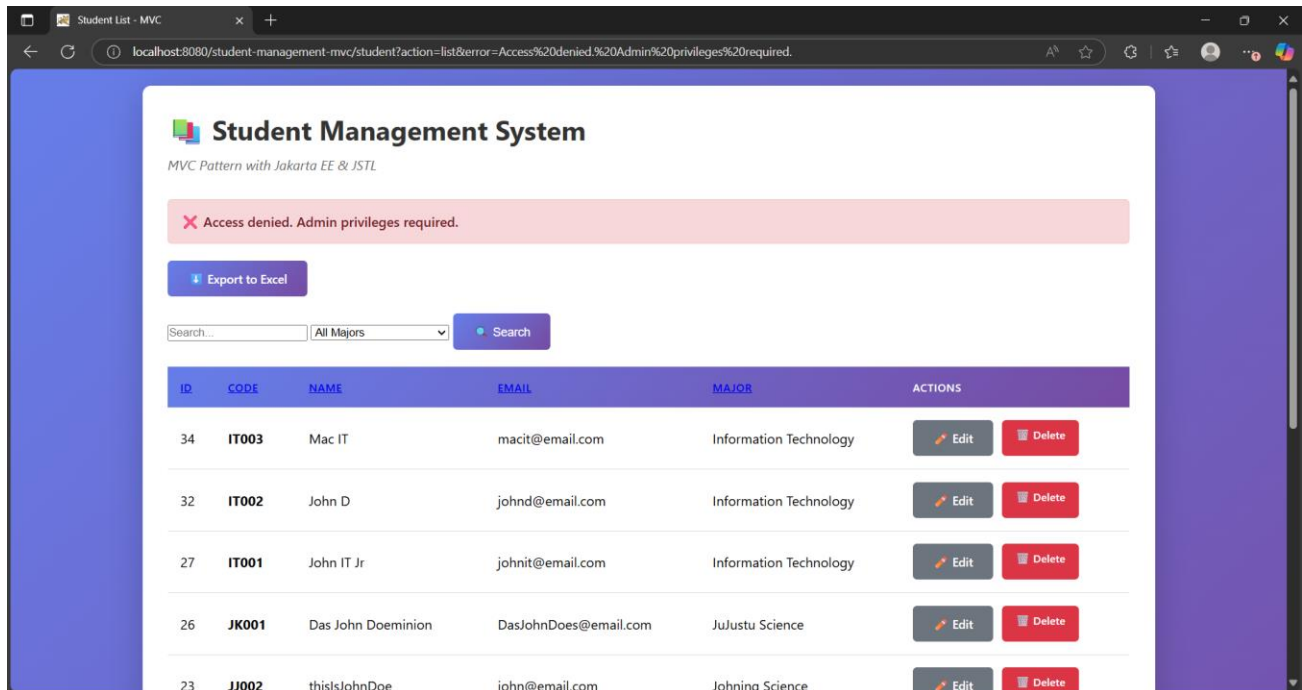 Student List - MVC
localhost:8080/student-management-mvc/student?action=list&error=Access%20denied.%20Admin%20privileges%20required.
Student Management System
MVC Pattern with Jakarta EE & JSTL
Access denied. Admin privileges required.
Export to Excel
Search... All Majors Search
ID CODE NAME EMAIL MAJOR ACTIONS
34 IT003 Mac IT macit@email.com Information Technology Edit Delete
32 IT002 John D johnd@email.com Information Technology Edit Delete
27 IT001 John IT Jr johnit@email.com Information Technology Edit Delete
26 JK001 Das John Doeminion DasJohnDoes@email.com JuJustu Science Edit Delete
23 JJ002 thisIsJohnDoe john@email.com Johning Science Edit Delete